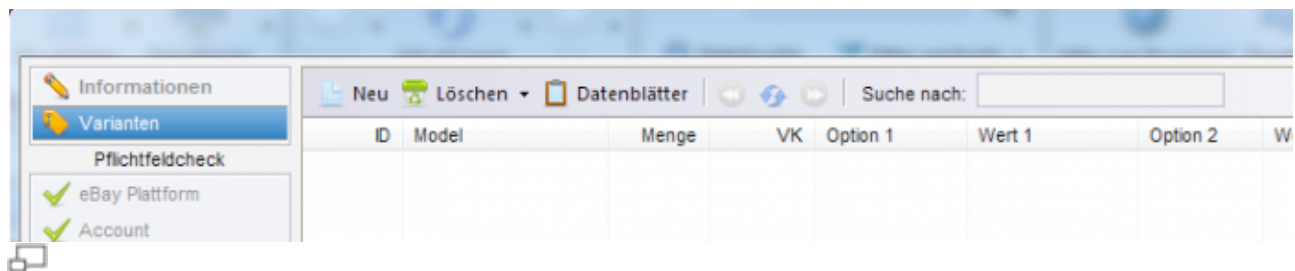 Informationen
Varianten
Pflichtfeldcheck
eBay Plattform
Account
Neu Löschen Datenblätter Suche nach:
ID Model Menge VK Option 1 Wert 1 Option 2